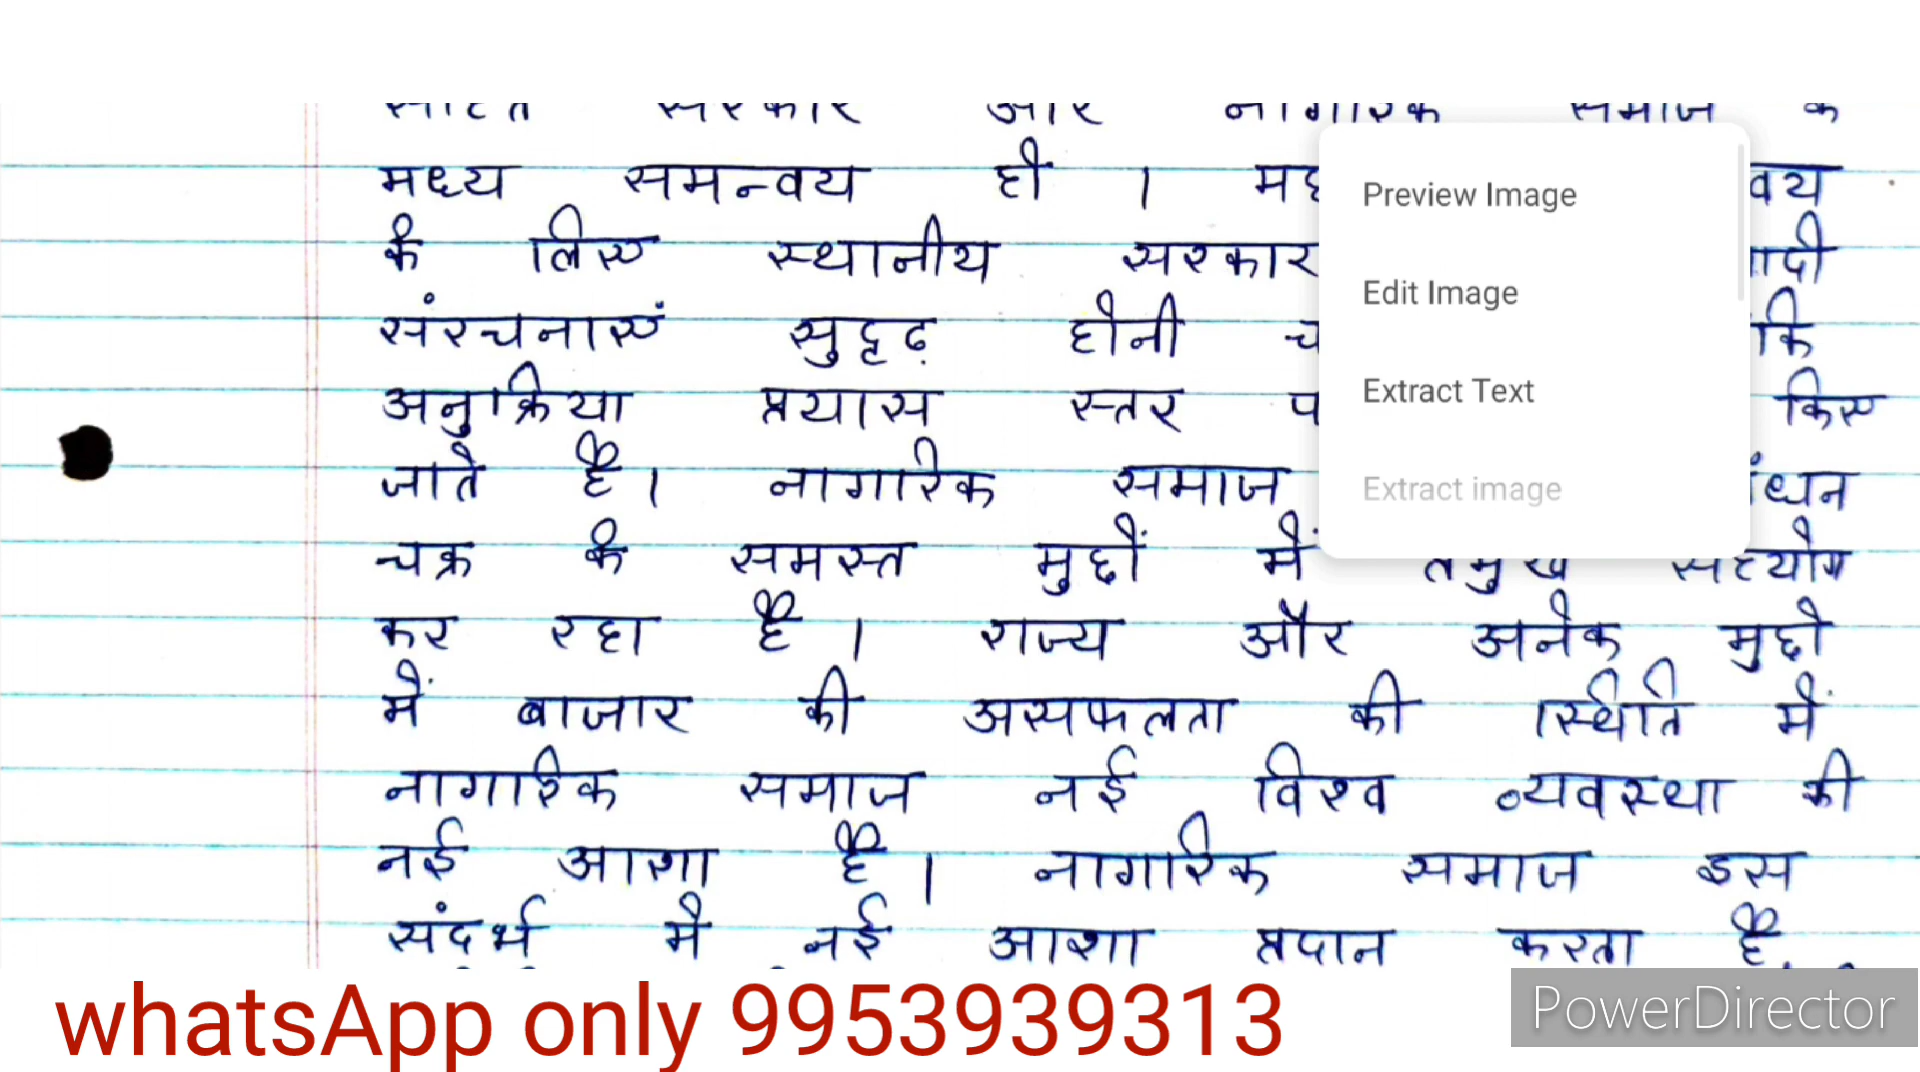 सरकार और नागरिक समाज के
मध्य समन्वय हो ।
के लिए स्थानीय सरकार
संरचनाएं सुदृढ़ होनी कि
अनुक्रिया प्रयास स्तर किए
जाते है। नागरिक समाज
चक्र के समस्त मुद्दों में सहयोग
कर रहा है । राज्य और अनेक मुद्दो
में बाजार की असफलता की स्थिति में
नागरिक समाज नई विश्व व्यवस्था की
नई आशा है । नागरिक समाज इस
संदर्भ मे नई आशा प्रदान करता है
Preview Image
Edit Image
Extract Text
Extract image
whatsApp only 9953939313
PowerDirector